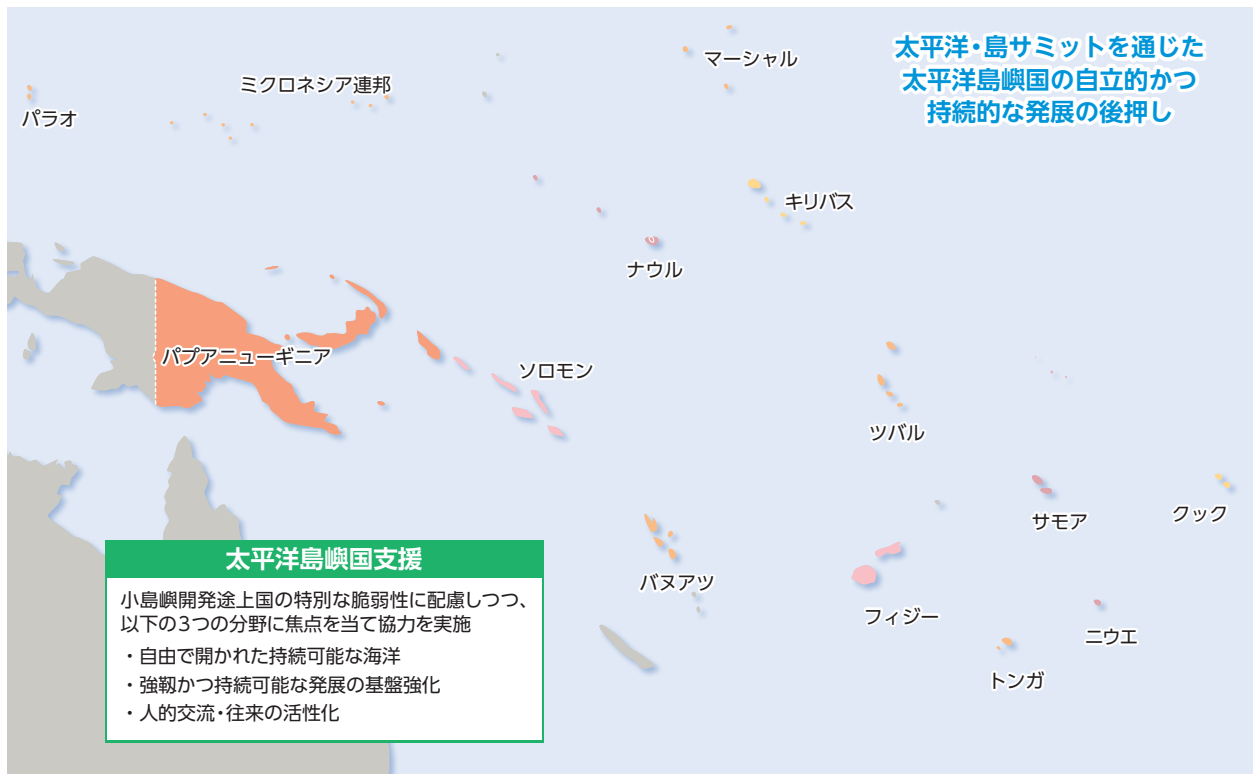 太平洋・島サミットを通じた
太平洋島嶼国の自立的かつ
持続的な発展の後押し
マーシャル
ミクロネシア連邦
パラオ
キリバス
ナウル
パプアニューギニア
ソロモン
ツバル
サモア
クック
バヌアツ
フィジー
ニウエ
トンガ
太平洋島嶼国支援
小島嶼開発途上国の特別な脆弱性に配慮しつつ、
以下の3つの分野に焦点を当て協力を実施
・自由で開かれた持続可能な海洋
・強靱かつ持続可能な発展の基盤強化
・人的交流・往来の活性化